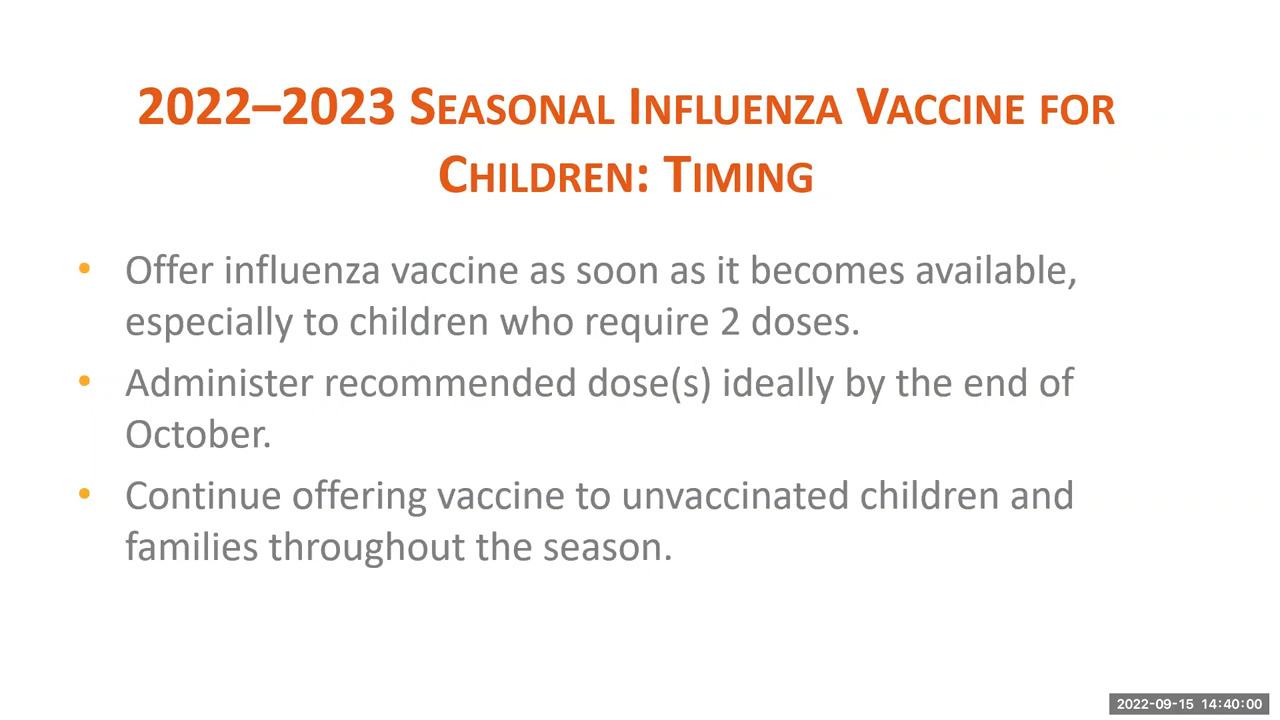 2022–2023 Seasonal Influenza Vaccine for
Children: Timing
• Offer influenza vaccine as soon as it becomes available,
especially to children who require 2 doses.
• Administer recommended dose(s) ideally by the end of
October.
• Continue offering vaccine to unvaccinated children and
families throughout the season.
2022-09-15 14:40:00